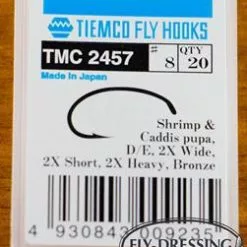 TIEMCO FLY HOOKS
TMC 2457 # 8 QTY 20
Made in Japan
Shrimp &
Caddis pupa,
D/E, 2X Wide,
2X Short, 2X Heavy, Bronze
4 930843 009235
FLY-DRESSING